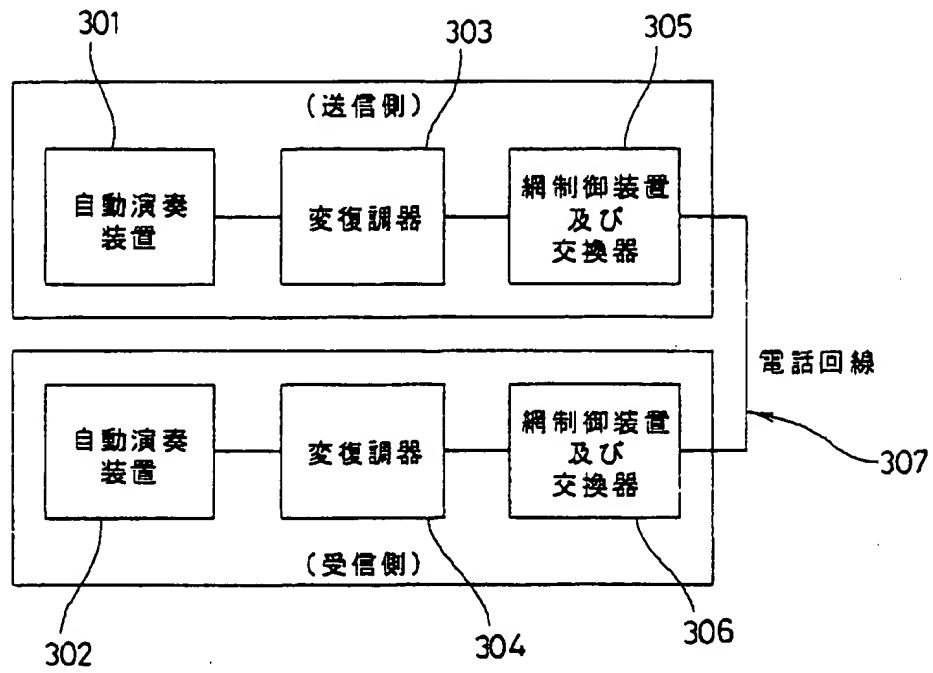 301
303
305
(送信側)
自動演奏
装置
変復調器
網制御装置
及び
交換器
電話回線
307
自動演奏
装置
変復調器
網制御装置
及び
交換器
(受信側)
302
304
306